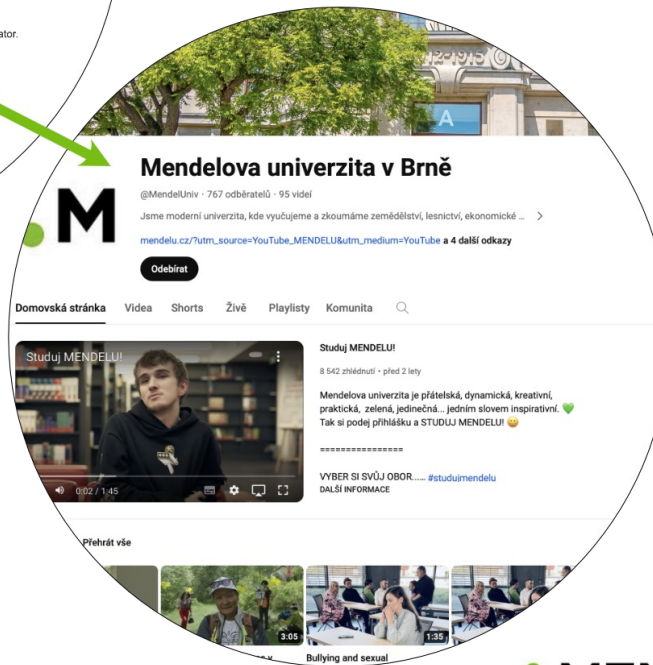 12-1915
A
Mendelova univerzita v Brně
@MendelUniv · 767 odběratelů · 95 videí
Jsme moderní univerzita, kde vyučujeme a zkoumáme zemědělství, lesnictví, ekonomické ...
mendelu.cz/?utm_source=YouTube_MENDELU&utm_medium=YouTube a 4 další odkazy
Odebírat
M
Domovská stránka Videa Shorts Živě Playlisty Komunita
Studuj MENDELU!
0:02 / 1:45
Studuj MENDELU!
8 542 zhlédnutí • před 2 lety
Mendelova univerzita je přátelská, dynamická, kreativní,
praktická, zelená, jedinečná... jedním slovem inspirativní. 💚
Tak si podej přihlášku a STUDUJ MENDELU! 😀
================
VYBER SI SVŮJ OBOR..... #studujmendelu
DALŠÍ INFORMACE
Přehrát vše
3:05
1:35
Bullying and sexual